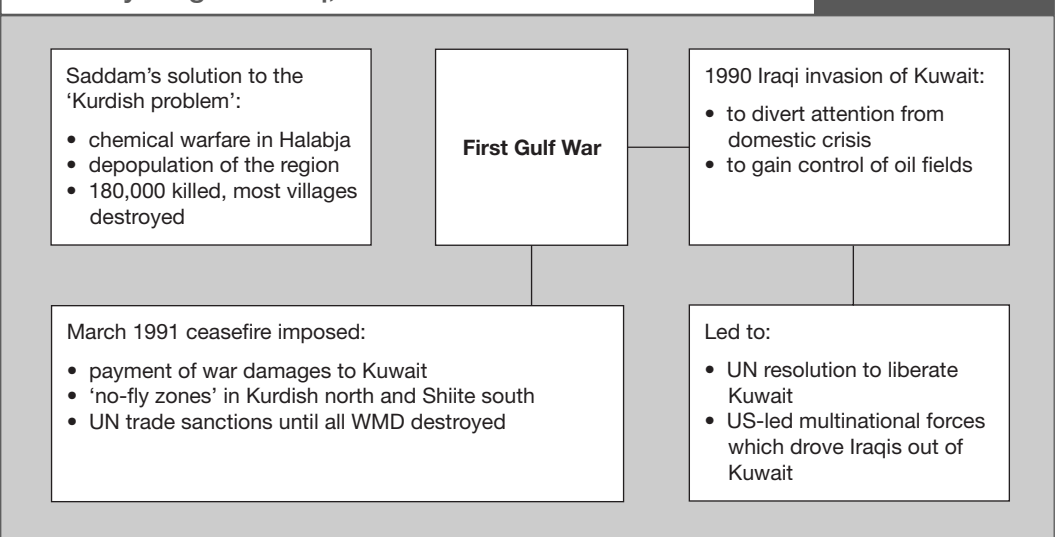 Saddam's solution to the
'Kurdish problem':
• chemical warfare in Halabja
• depopulation of the region
• 180,000 killed, most villages
destroyed
First Gulf War
1990 Iraqi invasion of Kuwait:
• to divert attention from
domestic crisis
• to gain control of oil fields
March 1991 ceasefire imposed:
• payment of war damages to Kuwait
• 'no-fly zones' in Kurdish north and Shiite south
• UN trade sanctions until all WMD destroyed
Led to:
• UN resolution to liberate
Kuwait
• US-led multinational forces
which drove Iraqis out of
Kuwait